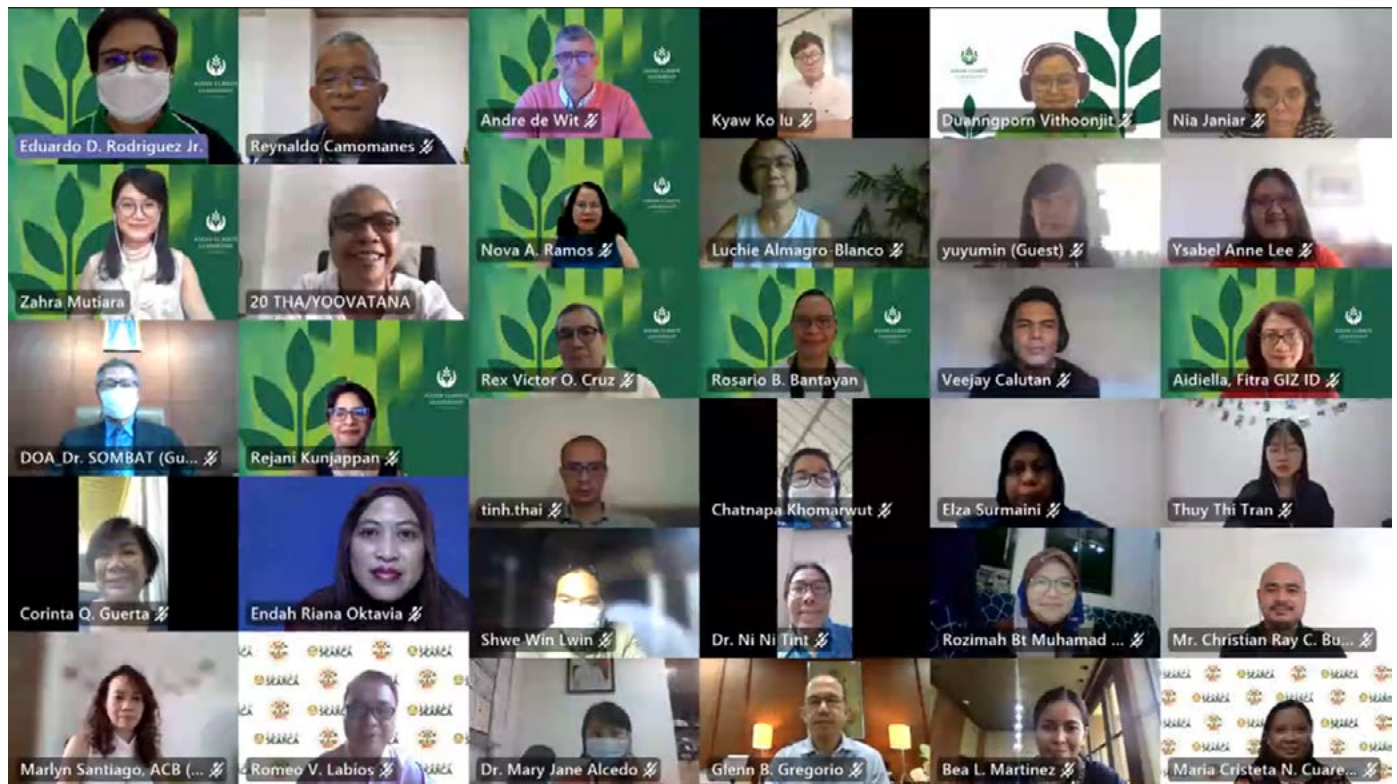 Eduardo D. Rodriguez Jr.
Reynaldo Camomanes
Andre de Wit
Kyaw Ko lu
Duanngporn Vithoonjit
Nia Janiar
Zahra Mutiara
20 THA/YOOVATANA
Nova A. Ramos
Luchie Almagro-Blanco
yuyumin (Guest)
Ysabel Anne Lee
DOA_Dr. SOMBAT (Gu...
Rejani Kunjappan
Rex Victor O. Cruz
Rosario B. Bantayan
Veejay Calutan
Aidiella, Fitra GIZ ID
tinh.thai
Chatnapa Khomarwut
Elza Surmaini
Thuy Thi Tran
Corinta Q. Guerta
Endah Riana Oktavia
Shwe Win Lwin
Dr. Ni Ni Tint
Rozimah Bt Muhamad ...
Mr. Christian Ray C. Bu...
Marlyn Santiago, ACB (...
SEARCA
Romeo V. Labios
Dr. Mary Jane Alcedo
Glenn B. Gregorio
Bea L. Martinez
SEARCA
Maria Cristeta N. Cuare...